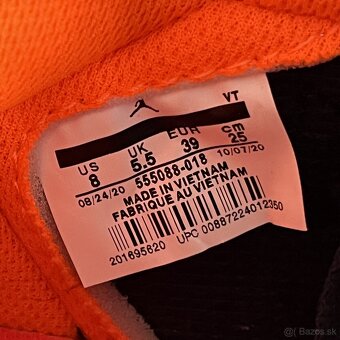 VT
US UK EUR cm
8 5.5 39 25
08/24/20 555088-018 10/07/20
MADE IN VIETNAM
FABRIQUE AU VIETNAM
201695620 UPC 00887224012350
© Bazos.sk